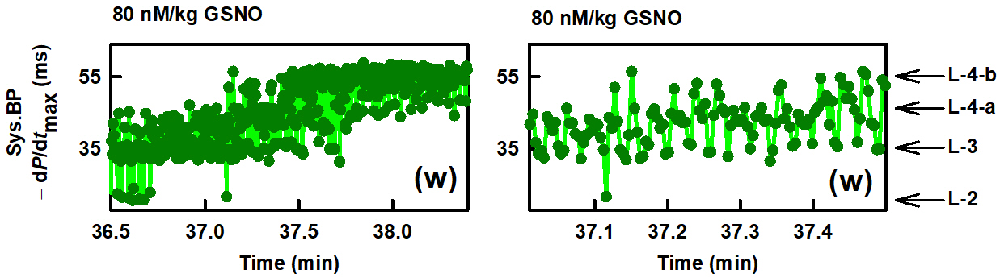 80 nM/kg GSNO
80 nM/kg GSNO
Sys.BP
– dP/dtmax (ms)
55
35
(w)
36.5 37.0 37.5 38.0
Time (min)
55
35
(w)
37.1 37.2 37.3 37.4
Time (min)
L-4-b
L-4-a
L-3
L-2